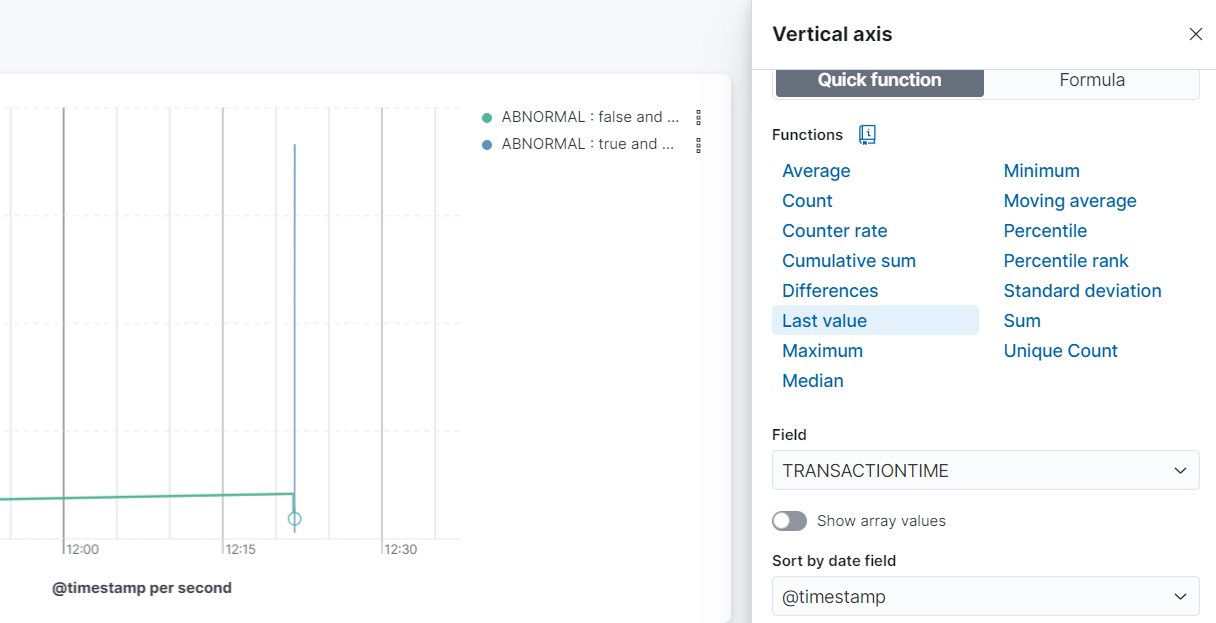 Vertical axis
Quick function
Formula
ABNORMAL : false and ...
ABNORMAL : true and ...
Functions
Average
Minimum
Count
Moving average
Counter rate
Percentile
Cumulative sum
Percentile rank
Differences
Standard deviation
Last value
Sum
Maximum
Unique Count
Median
Field
TRANSACTIONTIME
Show array values
Sort by date field
@timestamp
12:00
12:15
12:30
@timestamp per second